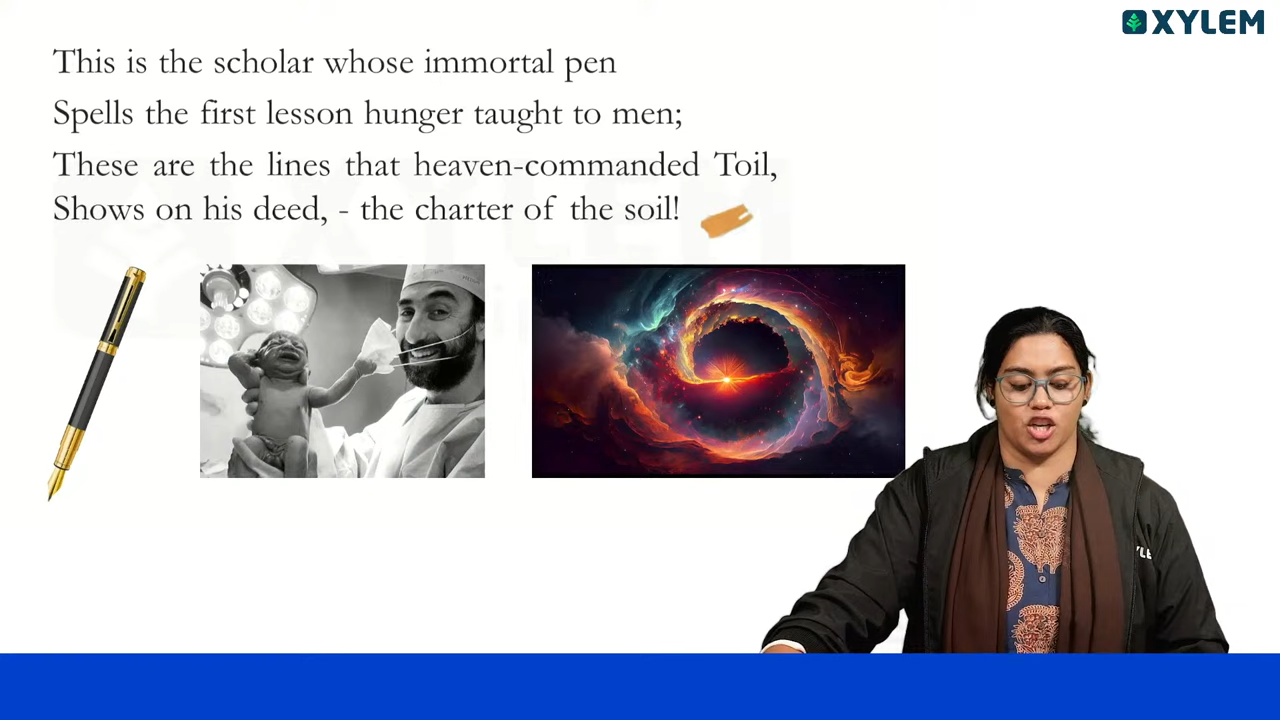 XYLEM
This is the scholar whose immortal pen
Spells the first lesson hunger taught to men;
These are the lines that heaven-commanded Toil,
Shows on his deed, - the charter of the soil!